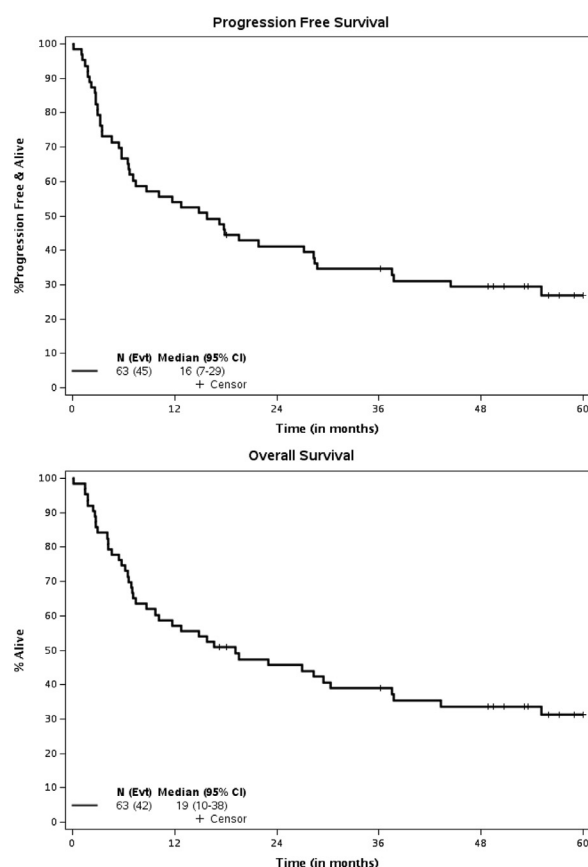 Progression Free Survival
100
90
80
70
60
50
40
30
20
10
0
%Progression Free & Alive
N (Evt) Median (95% CI)
63 (45) 16 (7-29)
+ Censor
0 12 24 36 48 60
Time (in months)
Overall Survival
100
90
80
70
60
50
40
30
20
10
0
% Alive
N (Evt) Median (95% CI)
63 (42) 19 (10-38)
+ Censor
0 12 24 36 48 60
Time (in months)